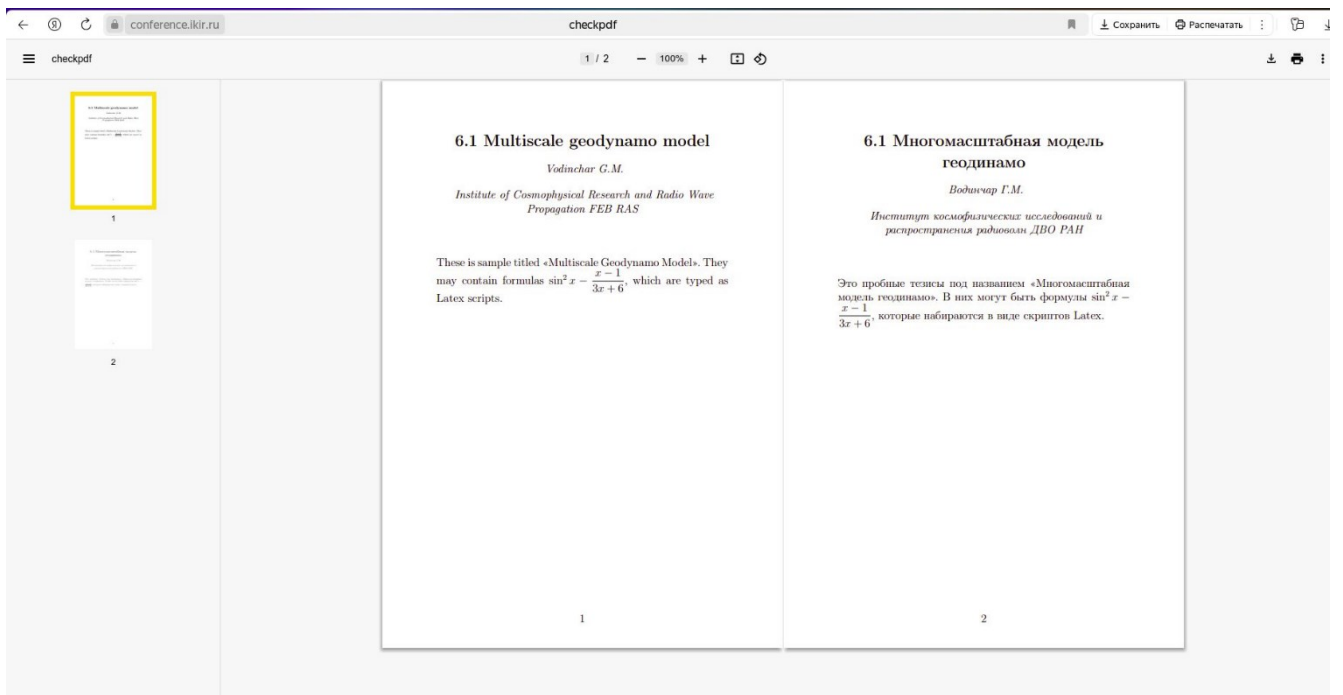 conference.ikir.ru
checkpdf
Сохранить
Распечатать
checkpdf
1 / 2
100%
1
2
6.1 Multiscale geodynamo model
Vodinchar G.M.
Institute of Cosmophysical Research and Radio Wave
Propagation FEB RAS
These is sample titled «Multiscale Geodynamo Model». They
may contain formulas sin² x − (x − 1)/(3x + 6), which are typed as
Latex scripts.
1
6.1 Многомасштабная модель
геодинамо
Водинчар Г.М.
Институт космофизических исследований и
распространения радиоволн ДВО РАН
Это пробные тезисы под названием «Многомасштабная
модель геодинамо». В них могут быть формулы sin² x −
(x − 1)/(3x + 6), которые набираются в виде скриптов Latex.
2